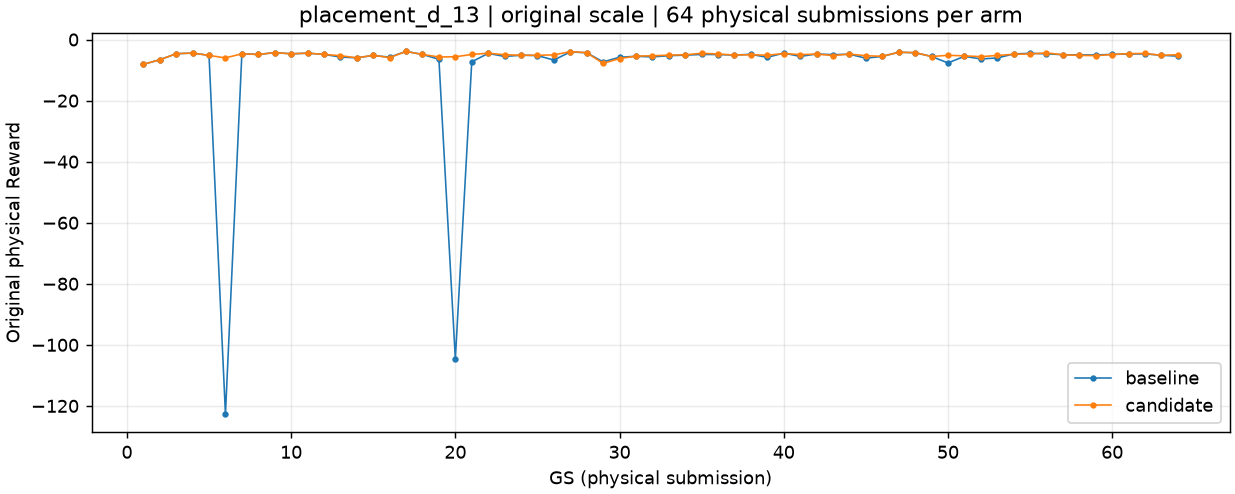 placement_d_13 | original scale | 64 physical submissions per arm
Original physical Reward
0
−20
−40
−60
−80
−100
−120
0
10
20
30
40
50
60
GS (physical submission)
baseline
candidate